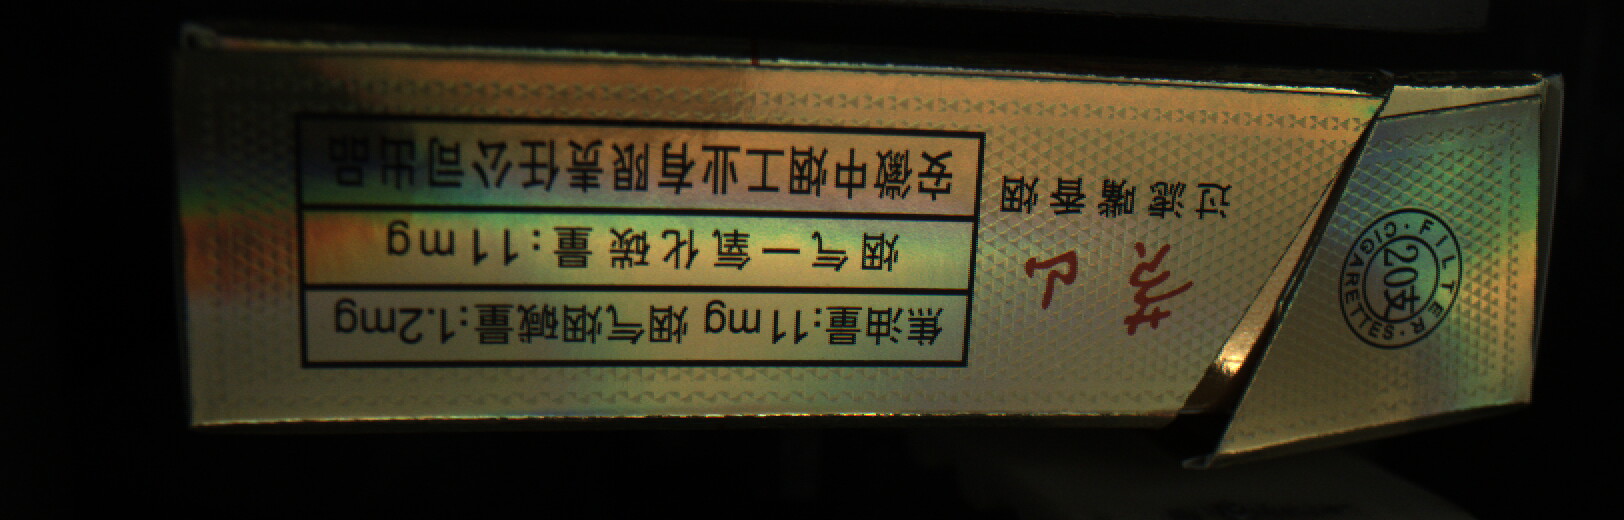 FILTER CIGARETTES
20支
黄山
过滤嘴香烟
焦油量:11mg 烟气烟碱量:1.2mg
烟气一氧化碳量:11mg
安徽中烟工业有限责任公司出品